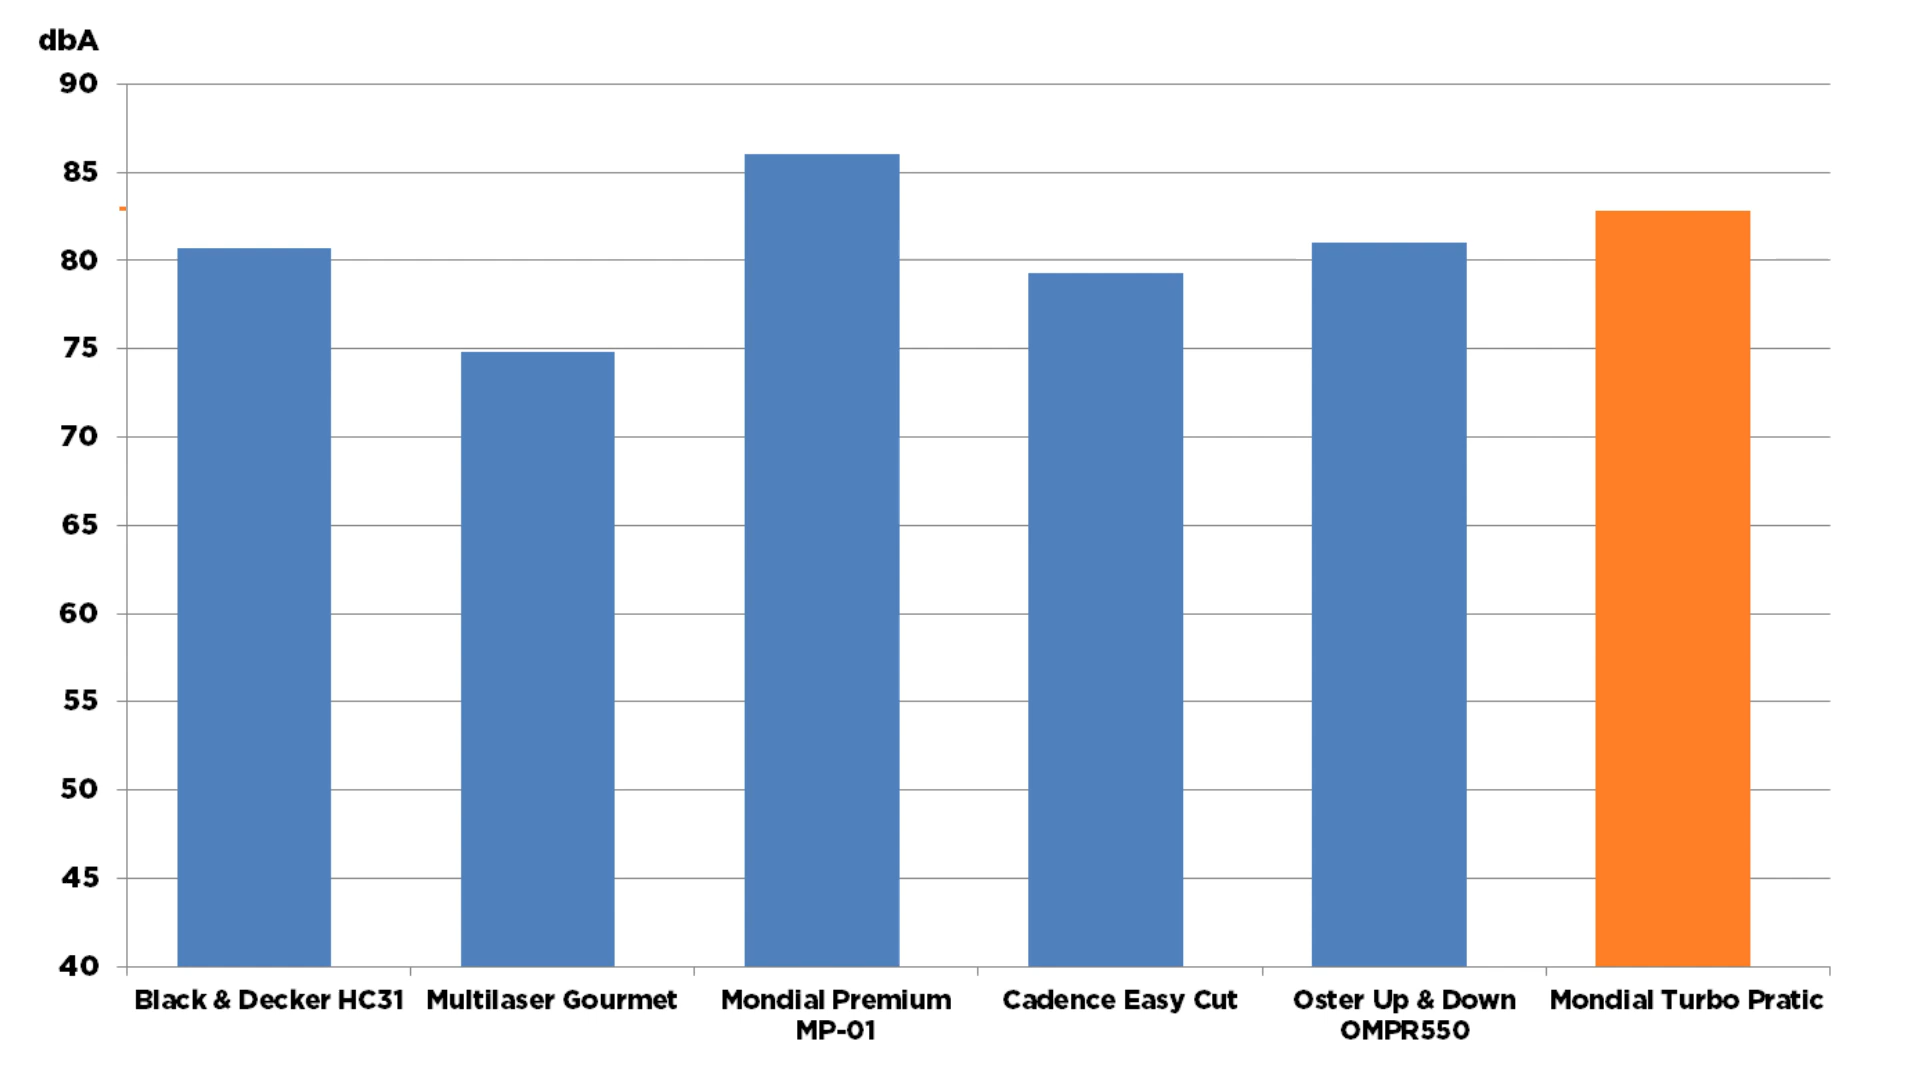 dbA
90
85
80
75
70
65
60
55
50
45
40
Black & Decker HC31
Multilaser Gourmet
Mondial Premium
MP-01
Cadence Easy Cut
Oster Up & Down
OMPR550
Mondial Turbo Pratic